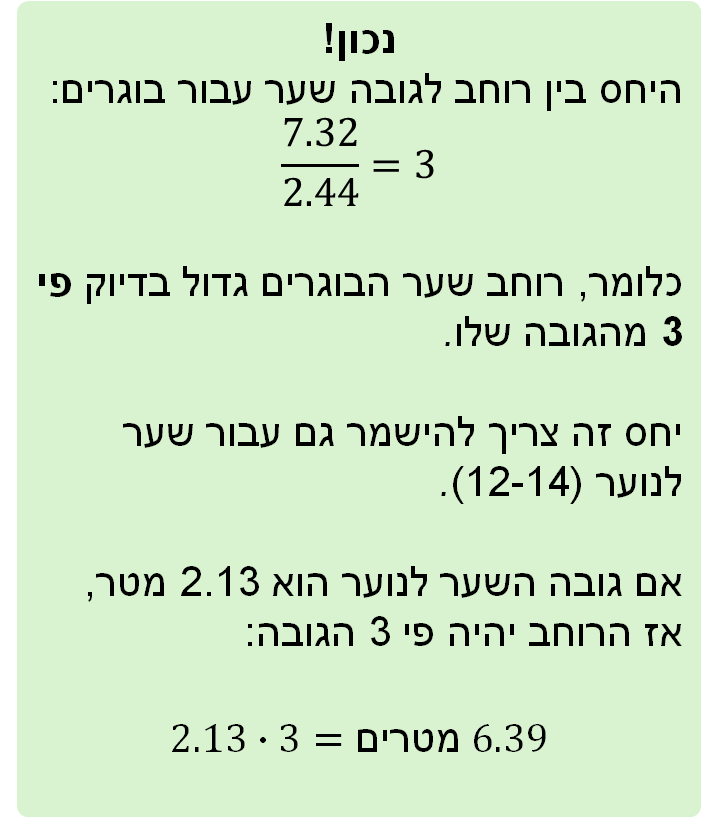 נכון!
היחס בין רוחב לגובה שער עבור בוגרים:
7.32
2.44
= 3
כלומר, רוחב שער הבוגרים גדול בדיוק פי
3 מהגובה שלו.
יחס זה צריך להישמר גם עבור שער
לנוער (12-14).
אם גובה השער לנוער הוא 2.13 מטר,
אז הרוחב יהיה פי 3 הגובה:
2.13 · 3 = מטרים 6.39